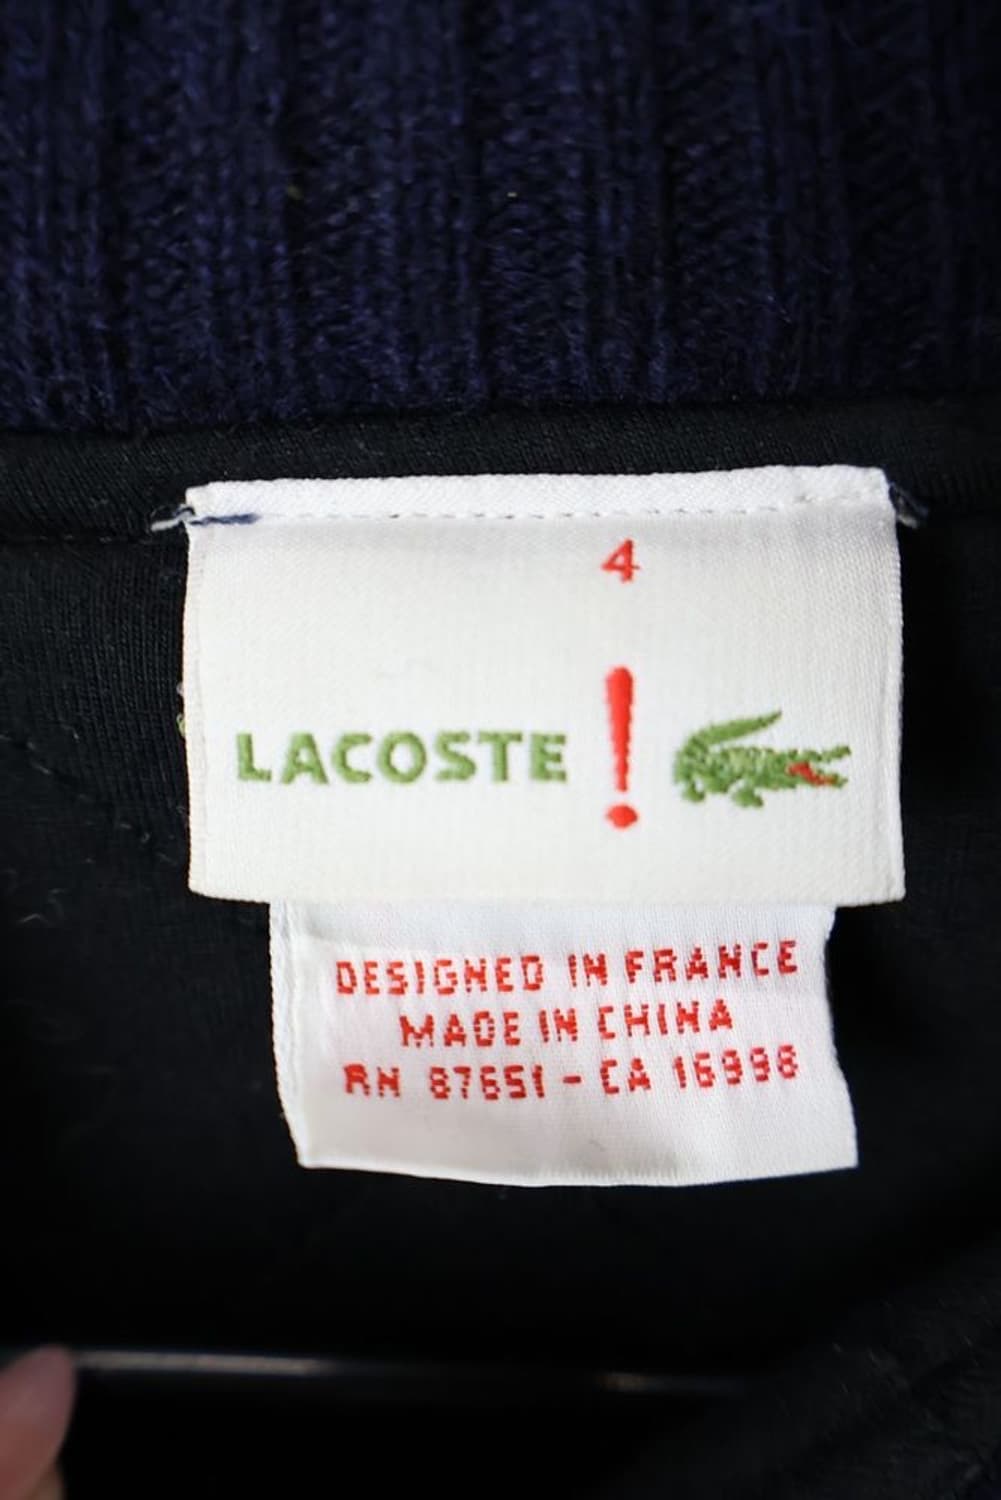 4
LACOSTE !
DESIGNED IN FRANCE
MADE IN CHINA
RN 87651 - CA 16998